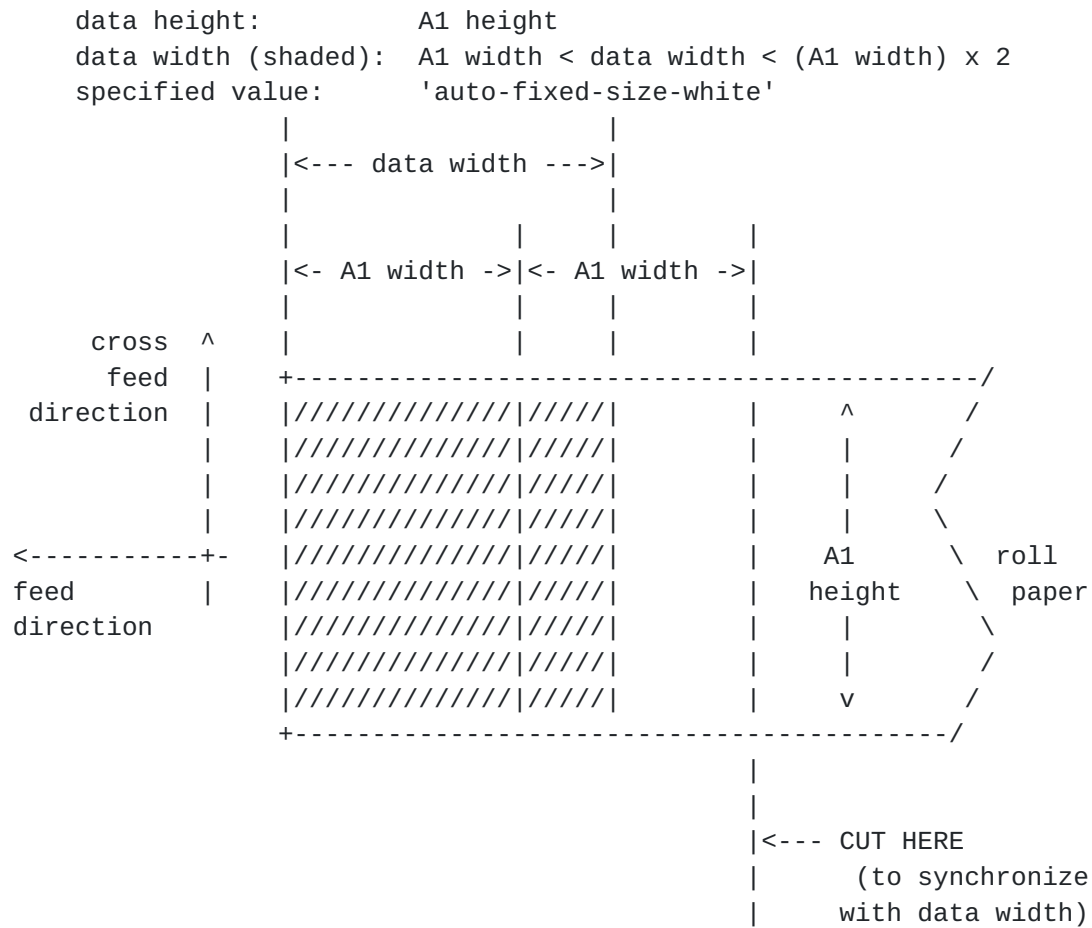 data height:          A1 height
data width (shaded):  A1 width < data width < (A1 width) x 2
specified value:      'auto-fixed-size-white'
|<--- data width --->|
|<- A1 width ->|<- A1 width ->|
cross  ^
feed
direction
^
<-----------+-
feed
direction
A1
height
v
roll
paper
|<--- CUT HERE
(to synchronize
with data width)